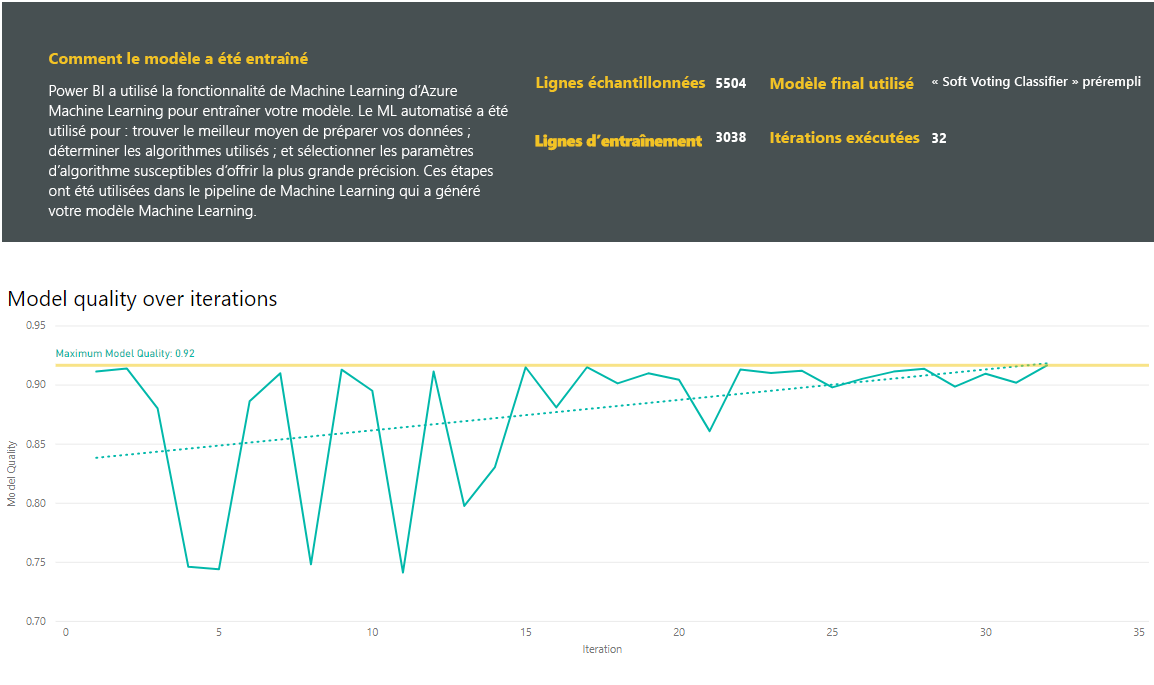 Comment le modèle a été entraîné
Power BI a utilisé la fonctionnalité de Machine Learning d’Azure
Machine Learning pour entraîner votre modèle. Le ML automatisé a été
utilisé pour : trouver le meilleur moyen de préparer vos données ;
déterminer les algorithmes utilisés ; et sélectionner les paramètres
d’algorithme susceptibles d’offrir la plus grande précision. Ces étapes
ont été utilisées dans le pipeline de Machine Learning qui a généré
votre modèle Machine Learning.
Lignes échantillonnées 5504 Modèle final utilisé « Soft Voting Classifier » prérempli
Lignes d’entraînement 3038 Itérations exécutées 32
Model quality over iterations
0.95
Maximum Model Quality: 0.92
0.90
0.85
0.80
0.75
0.70
Model Quality
0 5 10 15 20 25 30 35
Iteration